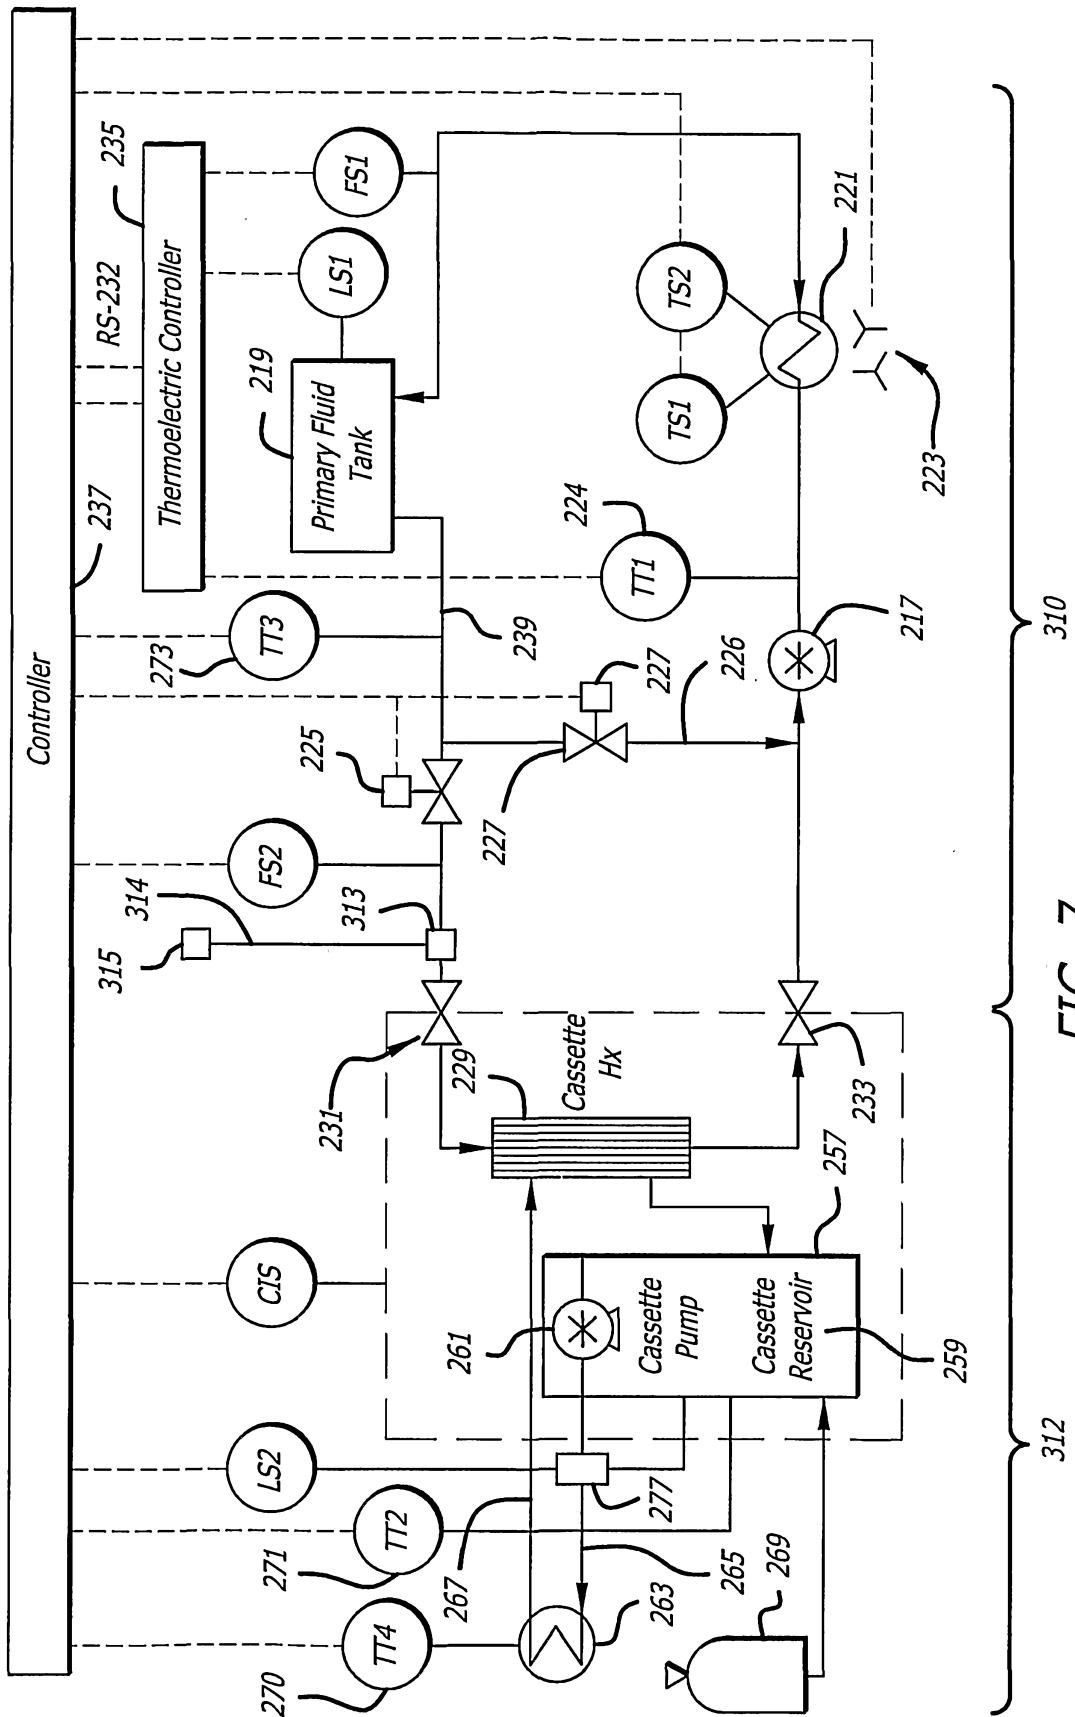 Controller
237
RS-232
235
270
271
315
314
273
Thermoelectric Controller
TT4
TT2
LS2
CIS
FS2
TT3
219
LS1
FS1
231
313
225
Primary Fluid
Tank
267
261
229
227
239
Cassette
Hx
224
263
265
277
Cassette
Pump
227
226
TT1
TS1
TS2
269
Cassette
Reservoir
257
233
217
221
259
223
312
310
FIG. 7